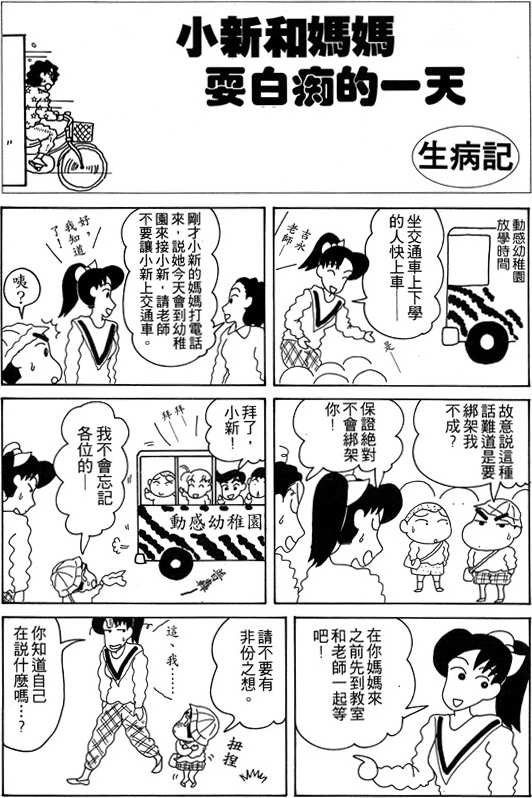 小新和媽媽
耍白痴的一天
生病記
動感幼稚園
放學時間
坐交通車上下學
的人快上車——
吉永
老師
是
剛才小新的媽媽打電話
來，說她今天會到幼稚
園來接小新，請老師
不要讓小新上交通車。
好，
我知道
了！
咦？
故意說這種
話難道是要
綁架我
不成？
保證絕對
不會綁架
你！
拜了，
小新！
拜拜
動感幼稚園
我不會忘記
各位的—
在你媽媽來
之前先到教室
和老師一起等
吧！
請不要有
非份之想。
這、我……
扭捏
你知道自己
在說什麼嗎…？